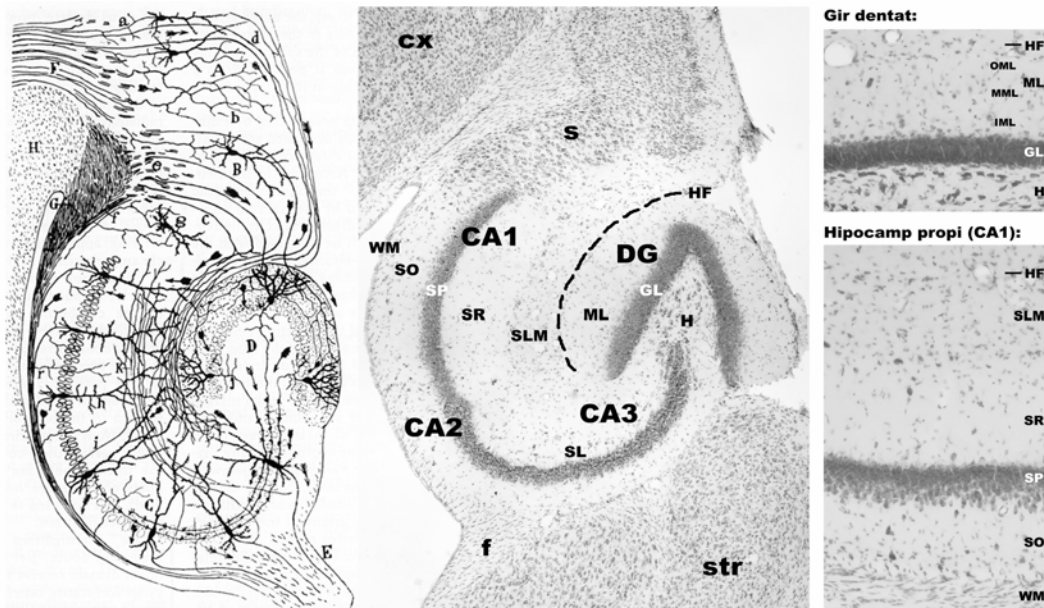 a
d
A
F
b
H
B
G
g
c
f
D
K
h
i
C
E
cx
S
HF
CA1
WM
SO
SP
DG
GL
SR
ML
SLM
H
CA2
CA3
SL
f
str
Gir dentat:
HF
OML
ML
MML
IML
GL
H
Hipocamp propi (CA1):
HF
SLM
SR
SP
SO
WM